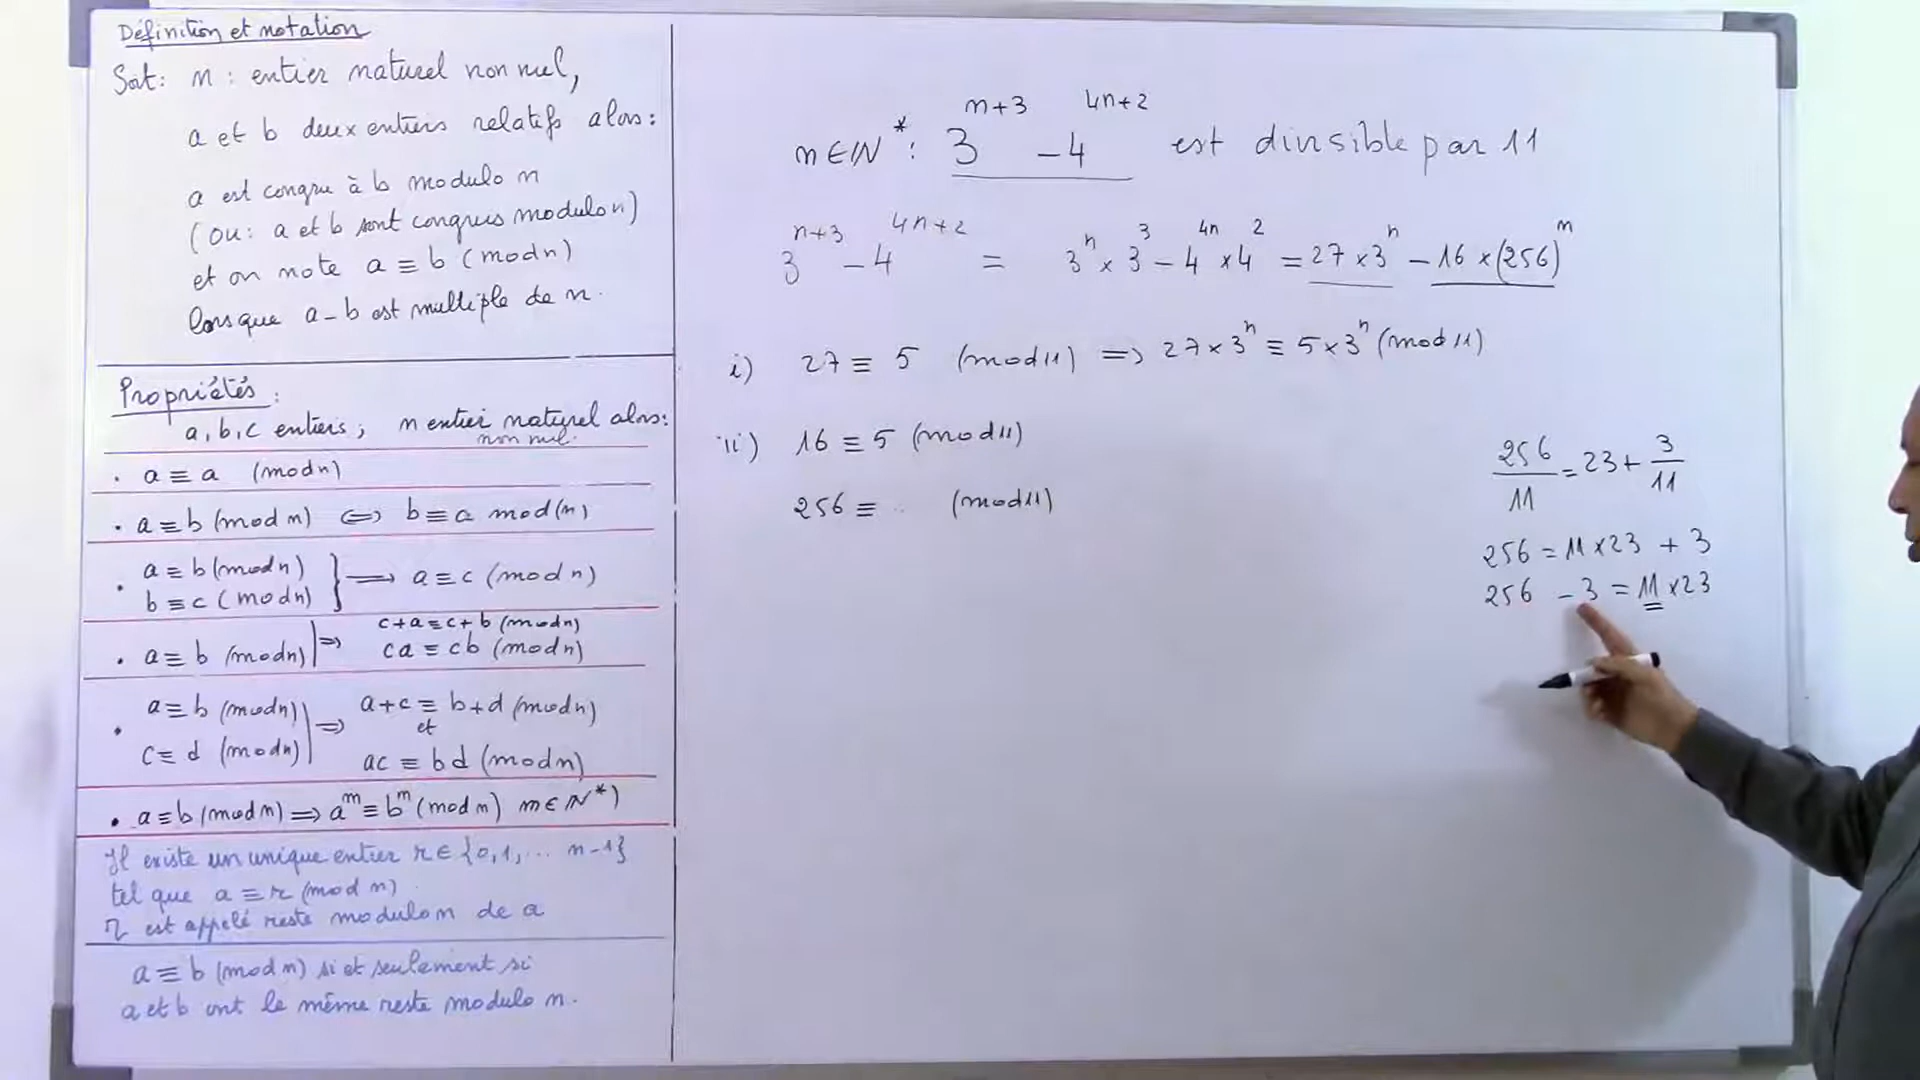 Définition et notation
Soit: n : entier naturel non nul,
a et b deux entiers relatifs alors:
a est congru à b modulo n
(ou: a et b sont congrus modulo n)
et on note a ≡ b (mod n)
lorsque a-b est multiple de n.
Propriétés:
a, b, c entiers; n entier naturel alors:
non nul.
• a ≡ a (mod n)
• a ≡ b (mod n) ⟺ b ≡ a mod(n)
• a ≡ b (mod n)
b ≡ c (mod n) } ⟹ a ≡ c (mod n)
c+a ≡ c+b (mod n)
• a ≡ b (mod n) | ⟹ ca ≡ cb (mod n)
• a ≡ b (mod n) a+c ≡ b+d (mod n)
⟹ et
c ≡ d (mod n) ac ≡ bd (mod n)
• a ≡ b (mod n) ⟹ a^m ≡ b^m (mod n) m ∈ ℕ*)
Il existe un unique entier r ∈ {0,1,... n-1}
tel que a ≡ r (mod n)
r est appelé reste modulo n de a
a ≡ b (mod n) si et seulement si
a et b ont le même reste modulo n.
n ∈ ℕ* : 3^(n+3) - 4^(4n+2) est divisible par 11
3^(n+3) - 4^(4n+2) = 3^n × 3^3 - 4^(4n) × 4^2 = 27 × 3^n - 16 × (256)^n
i) 27 ≡ 5 (mod 11) ⟹ 27 × 3^n ≡ 5 × 3^n (mod 11)
ii) 16 ≡ 5 (mod 11)
256 ≡ (mod 11)
256/11 = 23 + 3/11
256 = 11 × 23 + 3
256 - 3 = 11 × 23